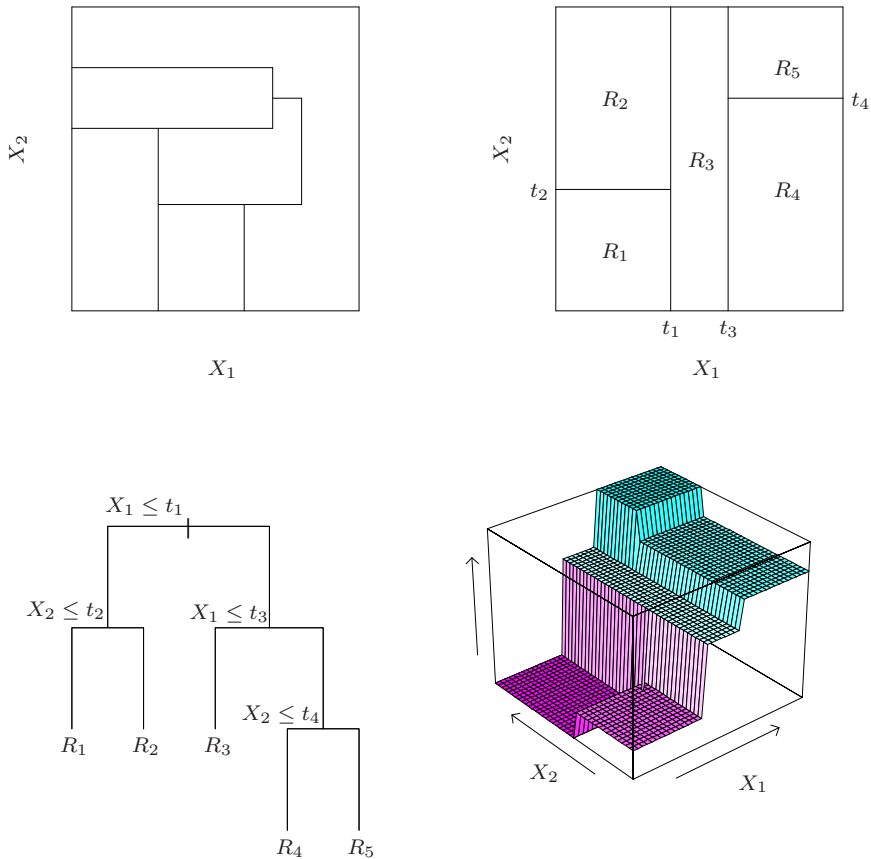 X₂
X₁
X₂
R₅
R₂
t₄
R₃
R₄
t₂
R₁
t₁ t₃
X₁
X₁ ≤ t₁
X₂ ≤ t₂ X₁ ≤ t₃
X₂ ≤ t₄
R₁ R₂ R₃
R₄ R₅
X₂ X₁